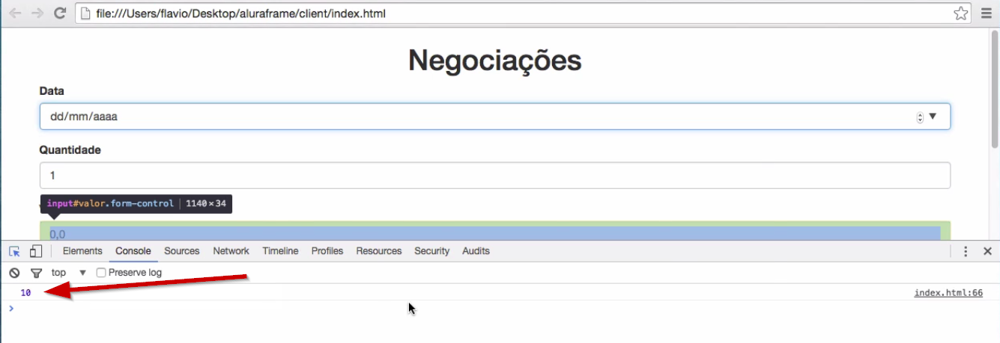 file:///Users/flavio/Desktop/aluraframe/client/index.html
Negociações
Data
dd/mm/aaaa
Quantidade
1
input#valor.form-control | 1140 × 34
0,0
Elements Console Sources Network Timeline Profiles Resources Security Audits
top Preserve log
10 index.html:66